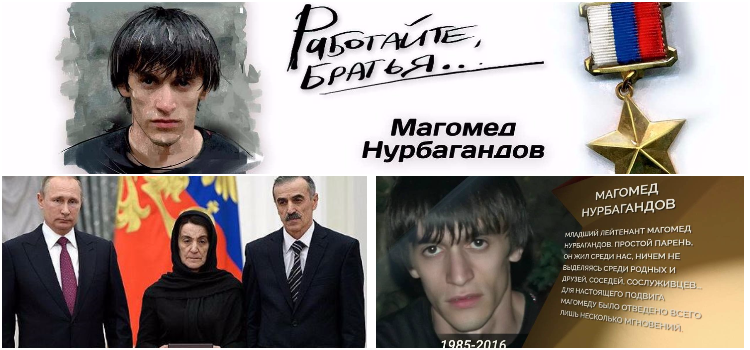 Работайте,
братья...
Магомед
Нурбагандов
МАГОМЕД
НУРБАГАНДОВ
МЛАДШИЙ ЛЕЙТЕНАНТ МАГОМЕД
НУРБАГАНДОВ. ПРОСТОЙ ПАРЕНЬ.
ОН ЖИЛ СРЕДИ НАС, НИЧЕМ НЕ
ВЫДЕЛЯЯСЬ СРЕДИ РОДНЫХ И
ДРУЗЕЙ, СОСЕДЕЙ, СОСЛУЖИВЦЕВ...
ДЛЯ НАСТОЯЩЕГО ПОДВИГА
МАГОМЕДУ БЫЛО ОТВЕДЕНО ВСЕГО
ЛИШЬ НЕСКОЛЬКО МГНОВЕНИЙ.
1985-2016